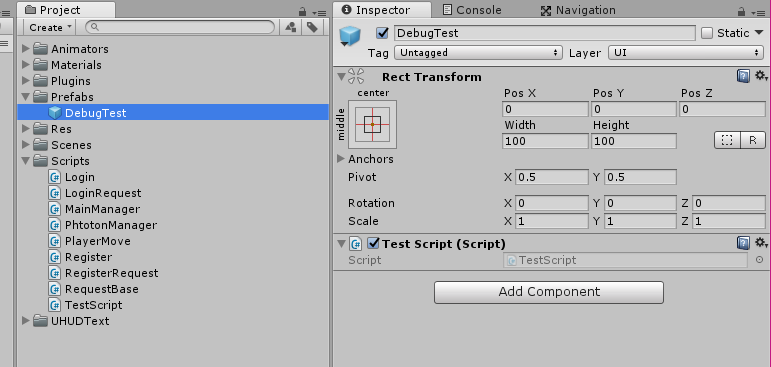 Project
Create
Animators
Materials
Plugins
Prefabs
DebugTest
Res
Scenes
Scripts
Login
LoginRequest
MainManager
PhtotonManager
PlayerMove
Register
RegisterRequest
RequestBase
TestScript
UHUDText
Inspector Console Navigation
DebugTest Static
Tag Untagged Layer UI
Rect Transform
center Pos X Pos Y Pos Z
middle 0 0 0
Width Height
100 100 R
Anchors
Pivot X 0.5 Y 0.5
Rotation X 0 Y 0 Z 0
Scale X 1 Y 1 Z 1
Test Script (Script)
Script TestScript
Add Component